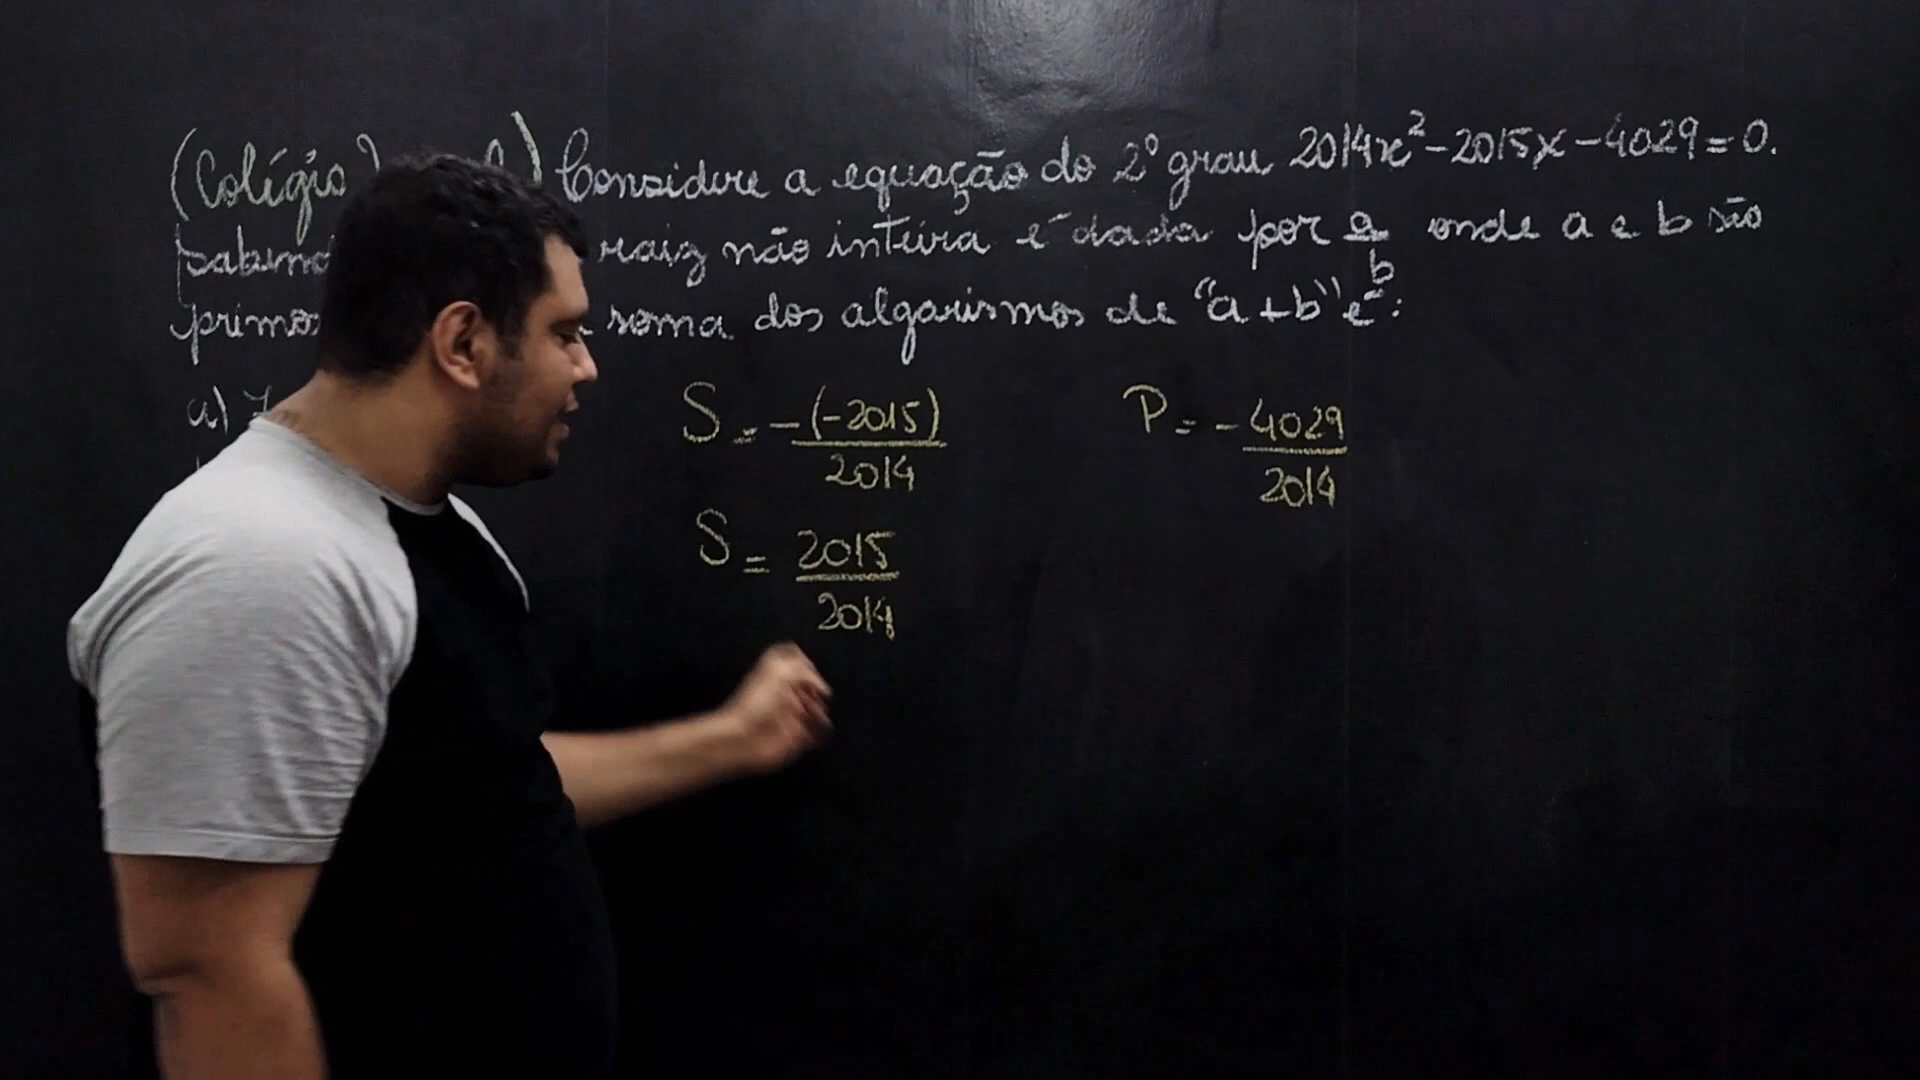 (Colégio ) Considere a equação do 2º grau 2014x²-2015x-4029=0.
raiz não inteira é dada por a/b onde a e b são
soma dos algarismos de "a+b" é:
a)
S = -(-2015)/2014
P = -4029/2014
S = 2015/2014